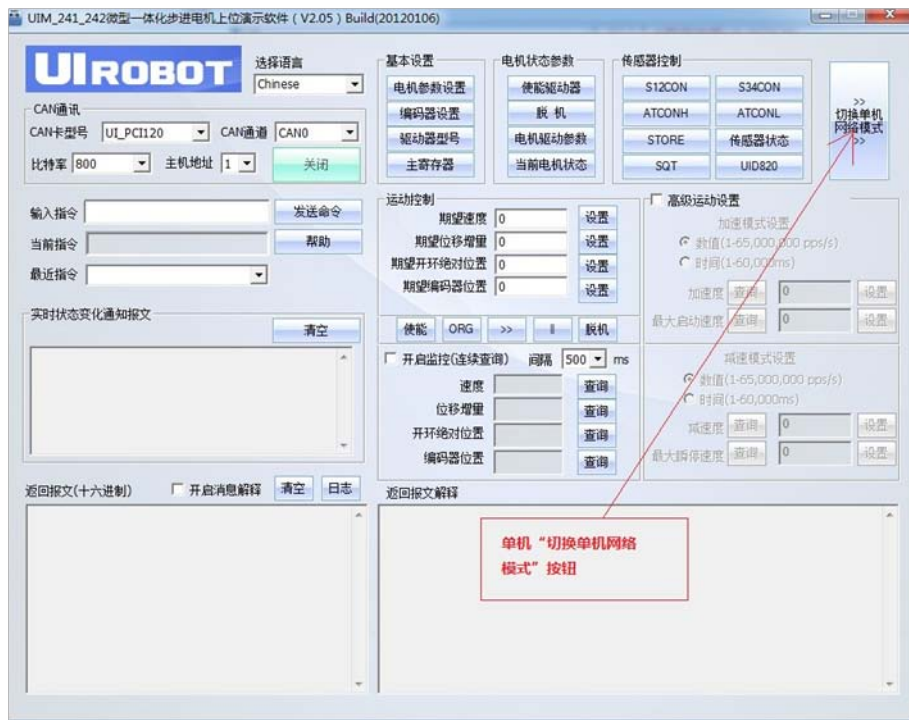 UIM_241_242微型一体化步进电机上位演示软件 ( V2.05 ) Build(20120106)
UIROBOT
选择语言
Chinese
CAN通讯
CAN卡型号 UI_PCI120 CAN通道 CAN0
比特率 800 主机地址 1 关闭
基本设置
电机参数设置
编码器设置
驱动器型号
主寄存器
电机状态参数
使能驱动器
脱 机
电机驱动参数
当前电机状态
传感器控制
S12CON S34CON
ATCONH ATCONL
STORE 传感器状态
SQT UID820
>>
切换单机
网络模式
>>
输入指令 发送命令
当前指令 帮助
最近指令
实时状态变化通知报文
清空
运动控制
期望速度 0 设置
期望位移增量 0 设置
期望开环绝对位置 0 设置
期望编码器位置 0 设置
使能 ORG >> || 脱机
开启监控(连续查询) 间隔 500 ms
速度 查询
位移增量 查询
开环绝对位置 查询
编码器位置 查询
高级运动设置
加速模式设置
数值(1-65,000,000 pps/s)
时间(1-60,000ms)
加速度 查询 0 设置
最大启动速度 查询 0 设置
减速模式设置
数值(1-65,000,000 pps/s)
时间(1-60,000ms)
减速度 查询 0 设置
最大瞬停速度 查询 0 设置
返回报文(十六进制) 开启消息解释 清空 日志
返回报文解释
单机“切换单机网络
模式”按钮